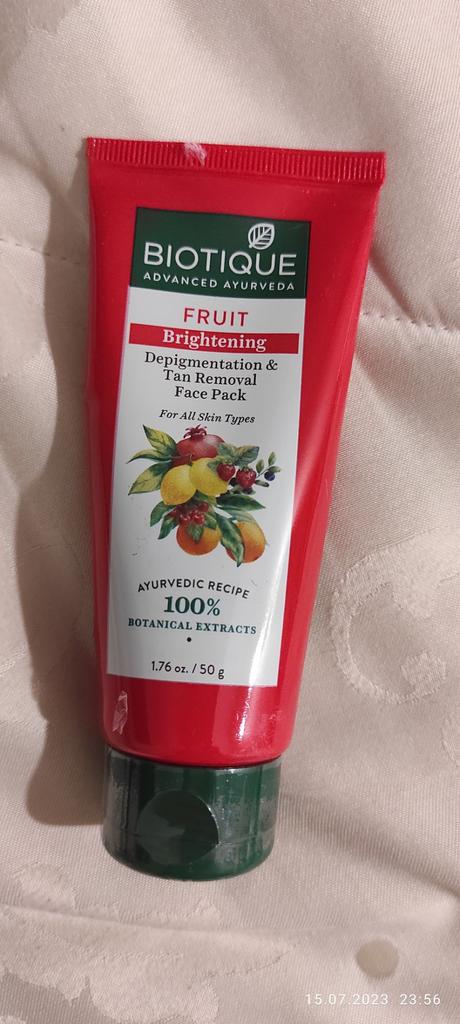 BIOTIQUE
ADVANCED AYURVEDA
FRUIT
Brightening
Depigmentation &
Tan Removal
Face Pack
For All Skin Types
AYURVEDIC RECIPE
100%
BOTANICAL EXTRACTS
1.76 oz. / 50 g
15.07.2023 23:56